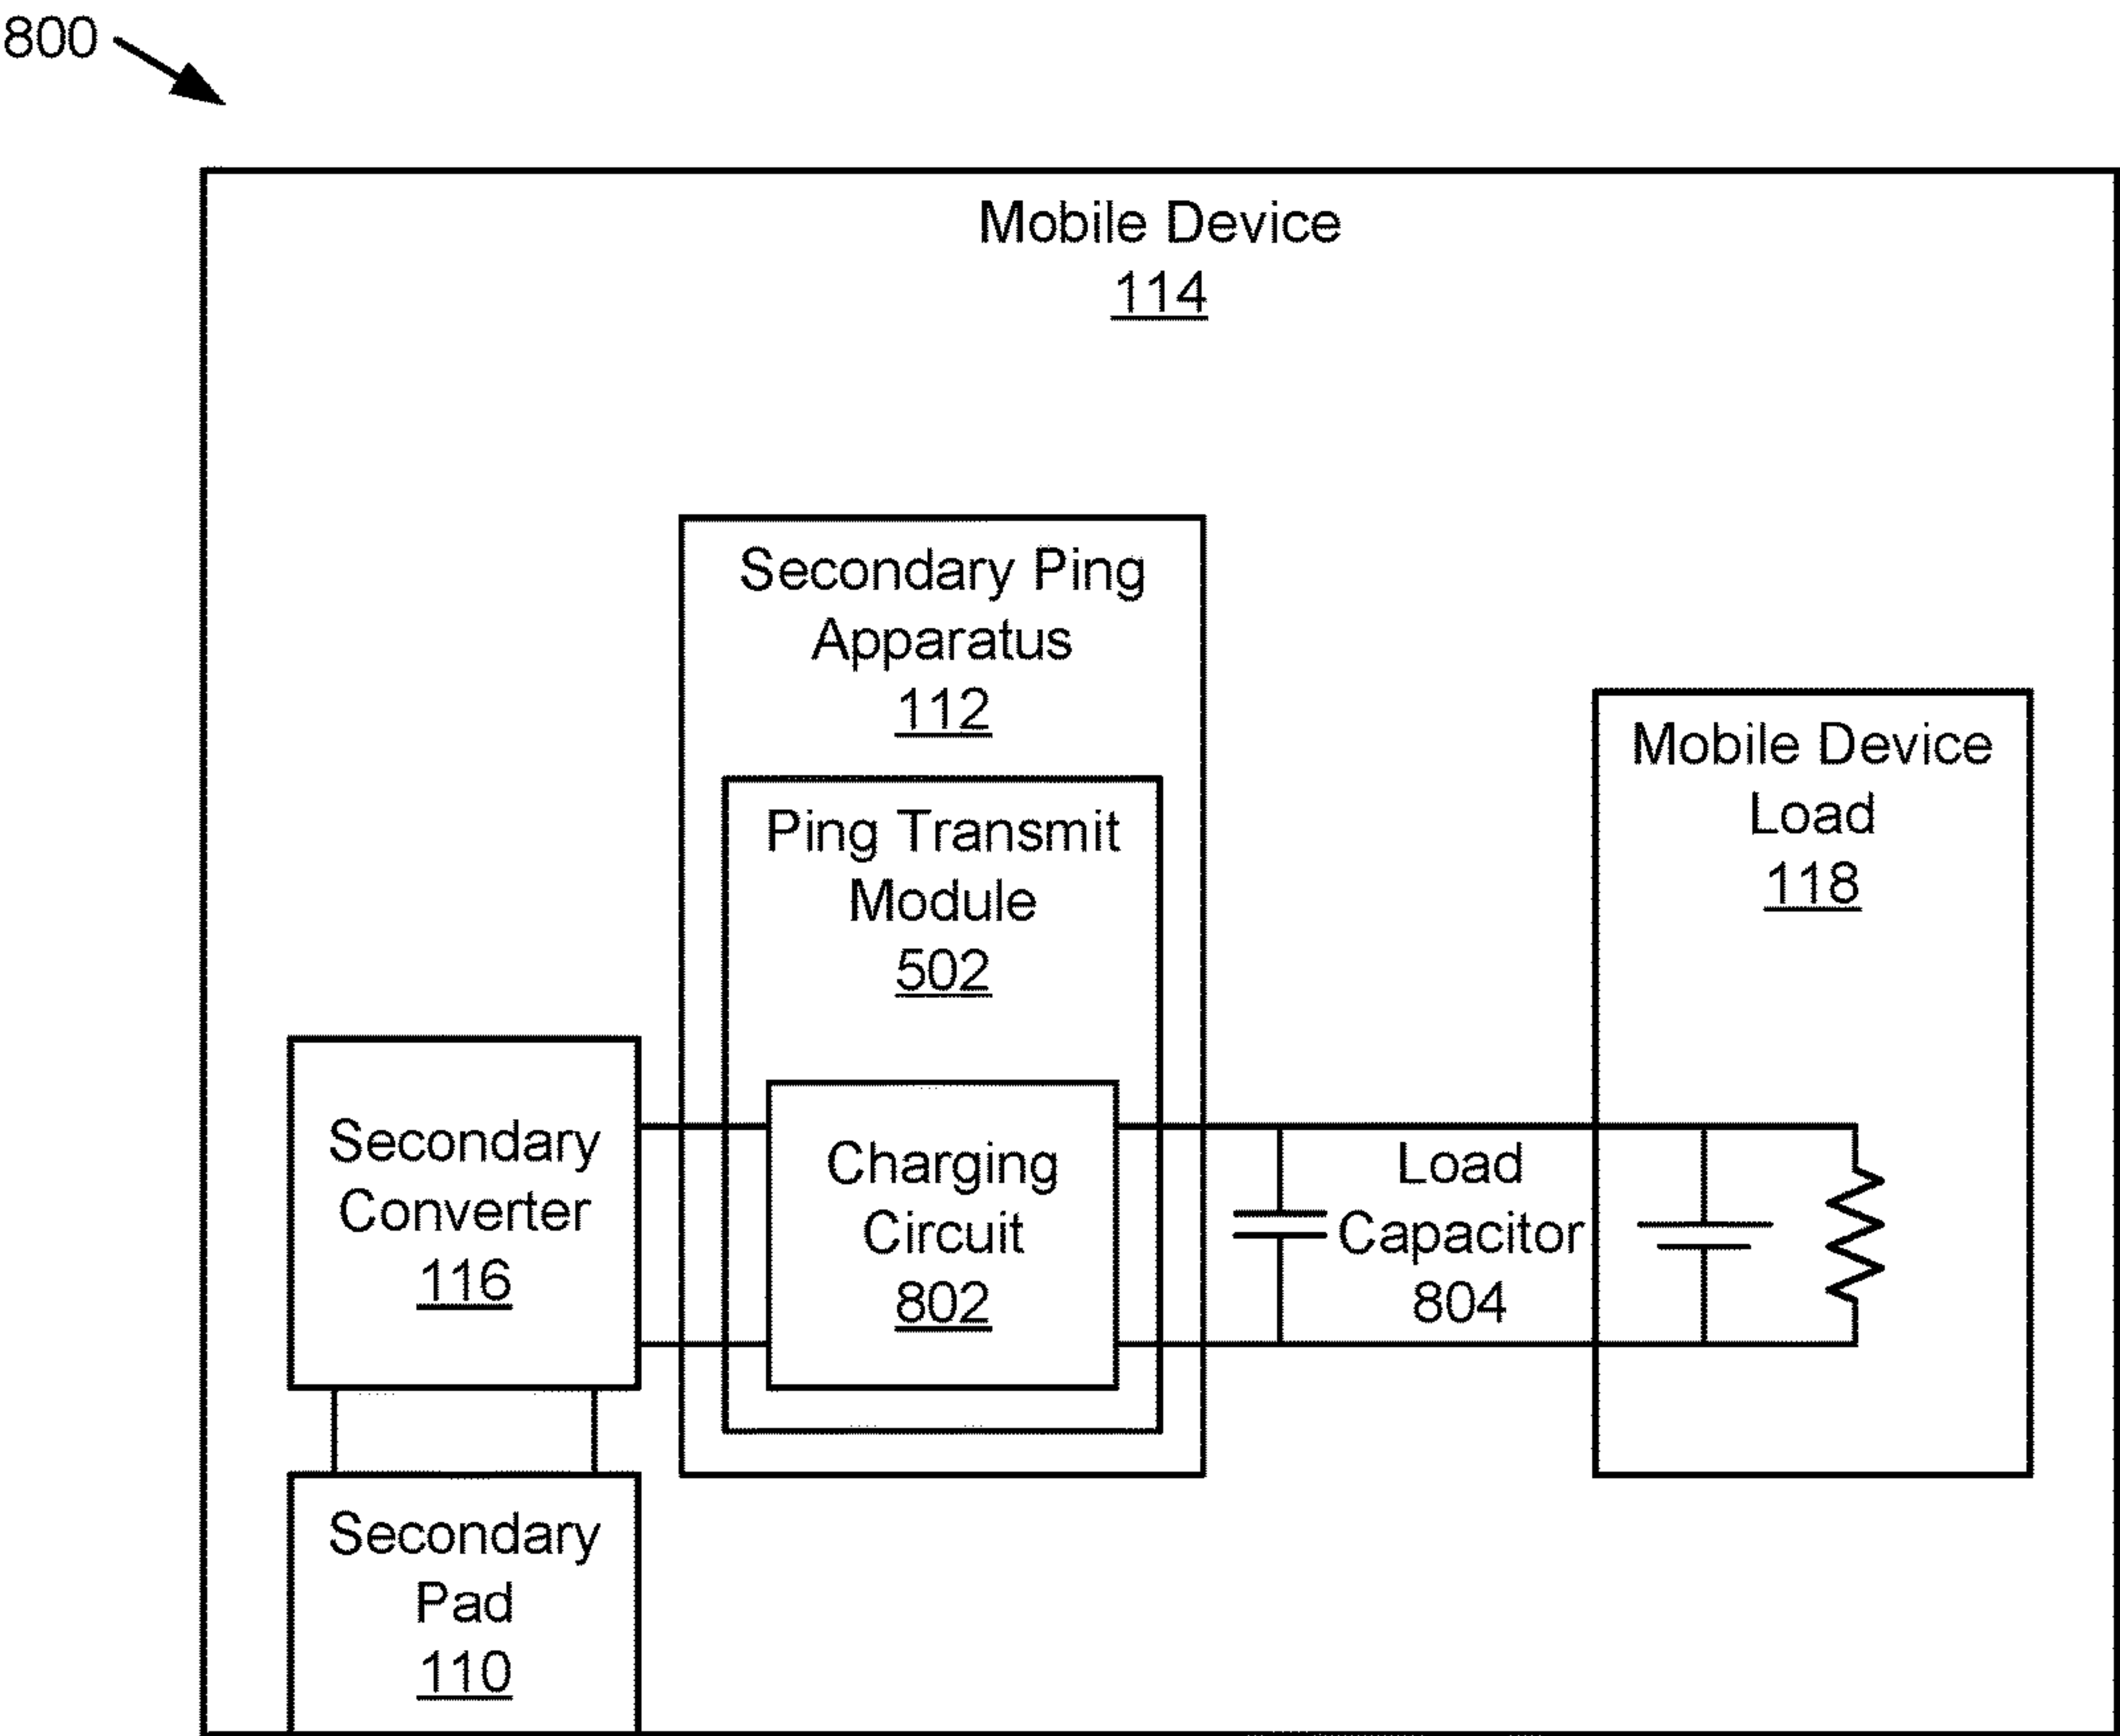 800
Mobile Device
114
Secondary Ping
Apparatus
112
Ping Transmit
Module
502
Mobile Device
Load
118
Secondary
Converter
116
Charging
Circuit
802
Load
Capacitor
804
Secondary
Pad
110